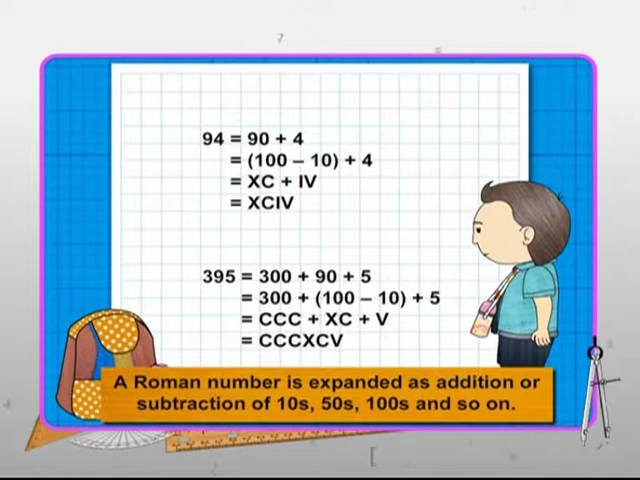 94 = 90 + 4
= (100 – 10) + 4
= XC + IV
= XCIV
395 = 300 + 90 + 5
= 300 + (100 – 10) + 5
= CCC + XC + V
= CCCXCV
A Roman number is expanded as addition or
subtraction of 10s, 50s, 100s and so on.